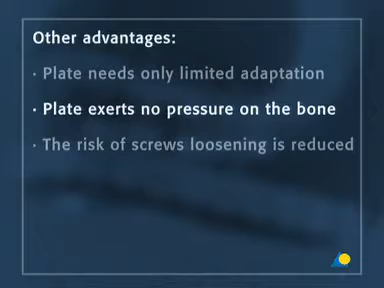 Other advantages:
· Plate needs only limited adaptation
· Plate exerts no pressure on the bone
· The risk of screws loosening is reduced